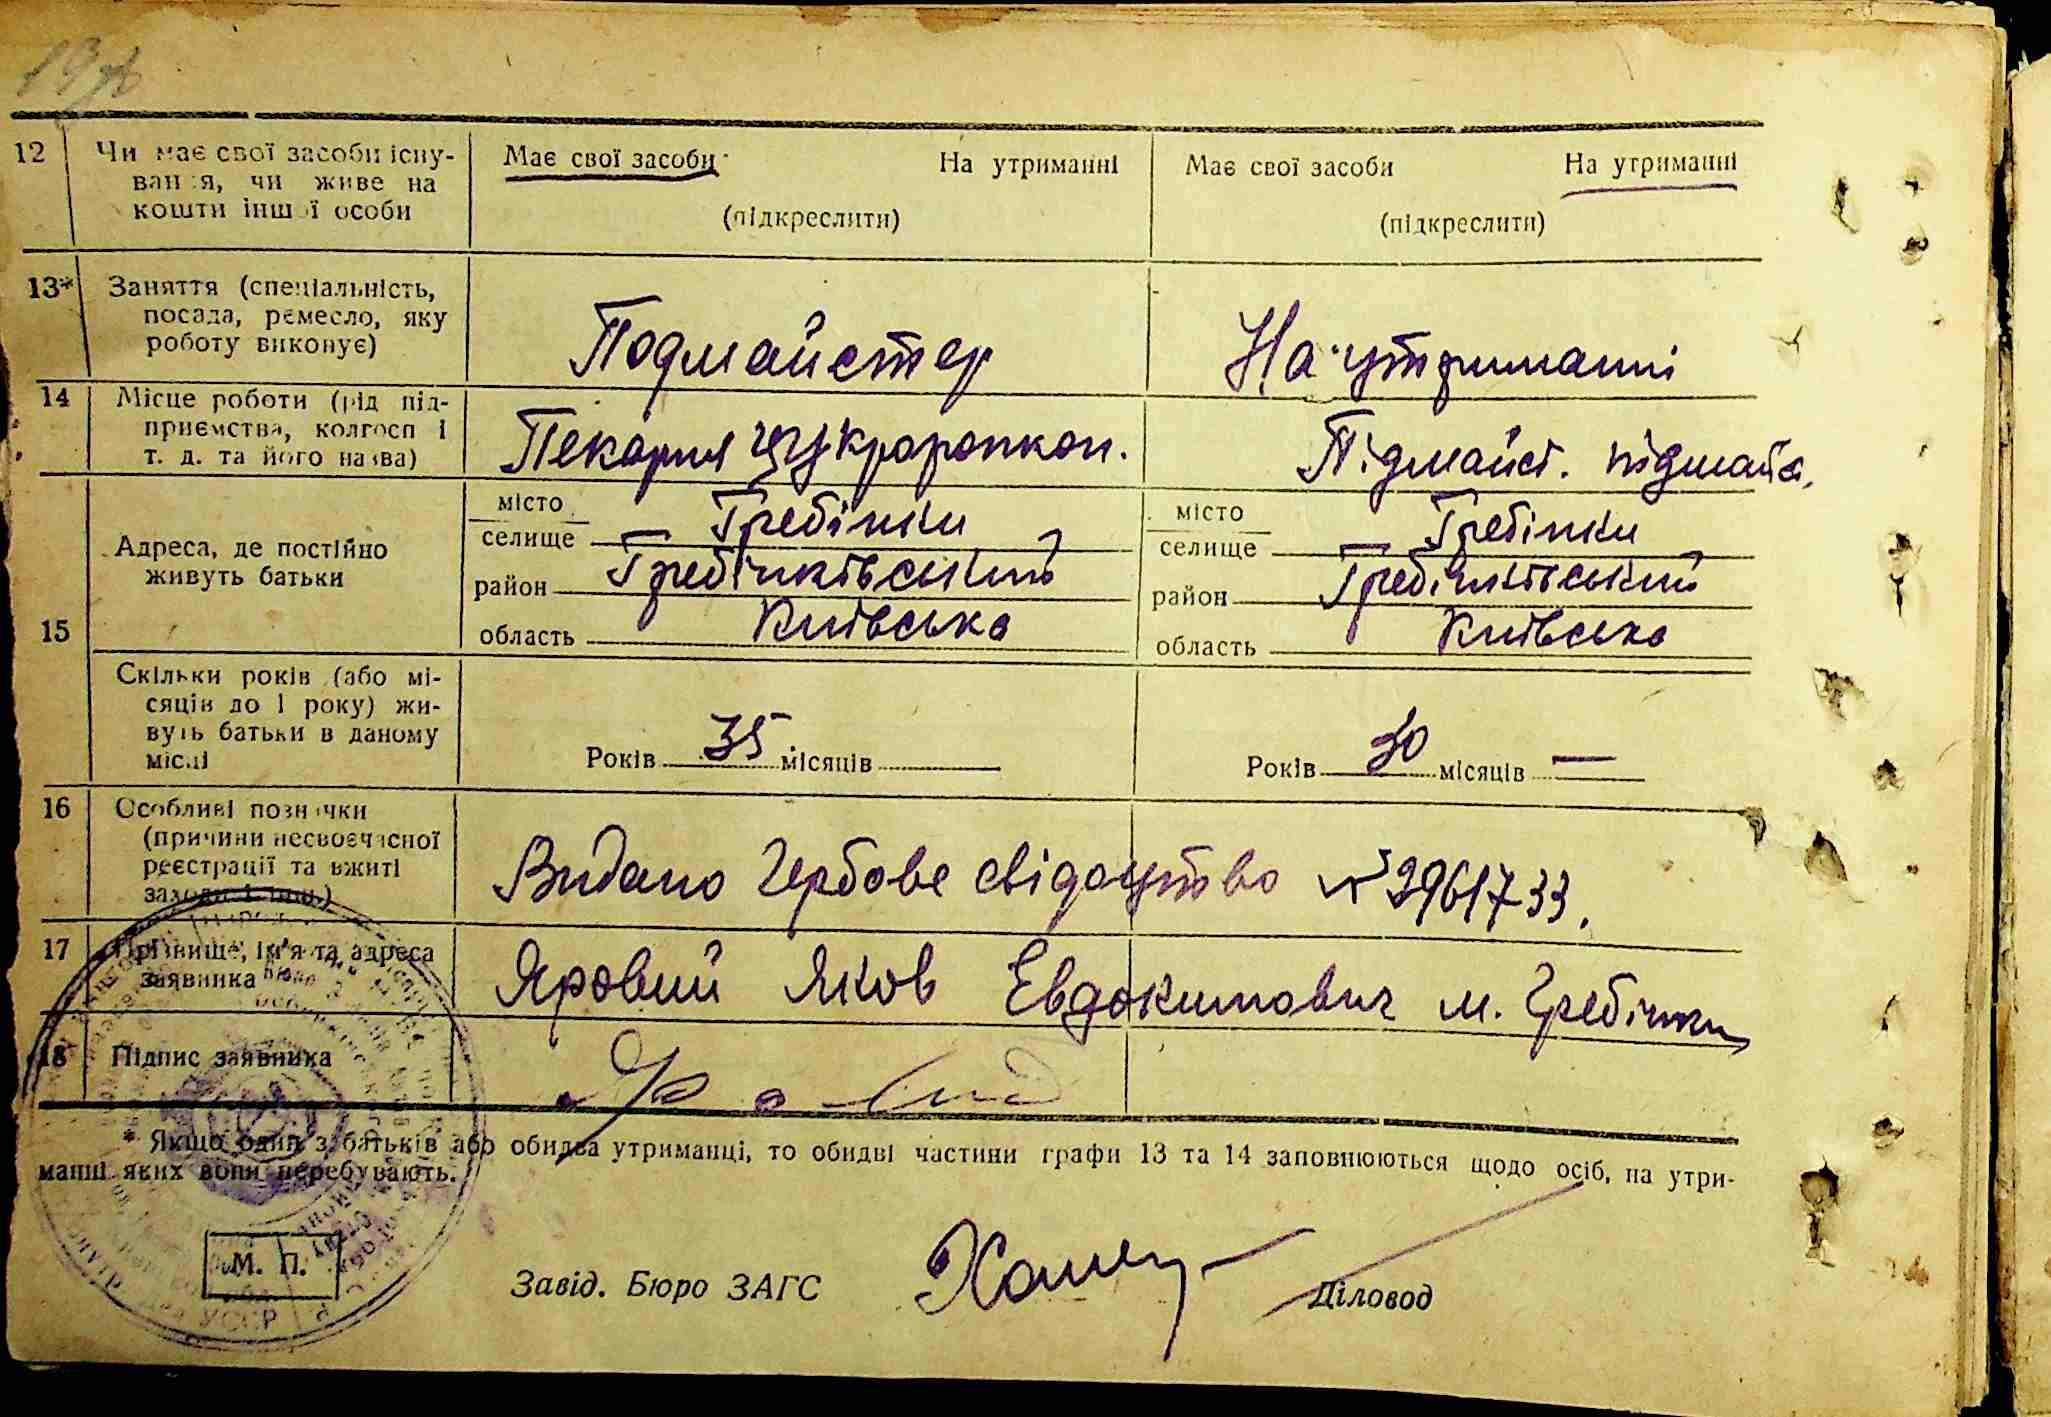 12 Чи має свої засоби існу-
вання, чи живе на
кошти іншої особи
Має свої засоби На утриманні
(підкреслити)
Має свої засоби На утриманні
(підкреслити)
13* Заняття (спеціальність,
посада, ремесло, яку
роботу виконує)
Подмайстер
На утриманні
14 Місце роботи (рід під-
приємства, колгосп і
т. д. та його назва)
Пекарня
Підмайст.
15 Адреса, де постійно
живуть батьки
місто
селище Гребінки
район Гребінківський
область Київська
місто
селище Гребінки
район Гребінківський
область Київська
Скільки років (або мі-
сяців до 1 року) жи-
вуть батьки в даному
місці
Років 35 місяців
Років 30 місяців —
16 Особливі позначки
(причини несвоєчасної
реєстрації та вжиті
заходи і інш.)
Видано Гербове свідоцтво № 3961733.
17 Прізвище, ім'я та адреса
заявника
Яровий Яков Евдокимович м. Гребінки
18 Підпис заявника
* Якщо один з батьків або обидва утриманці, то обидві частини графи 13 та 14 заповнюються щодо осіб, на утри-
манні яких вони перебувають.
М. П.
Завід. Бюро ЗАГС
Діловод